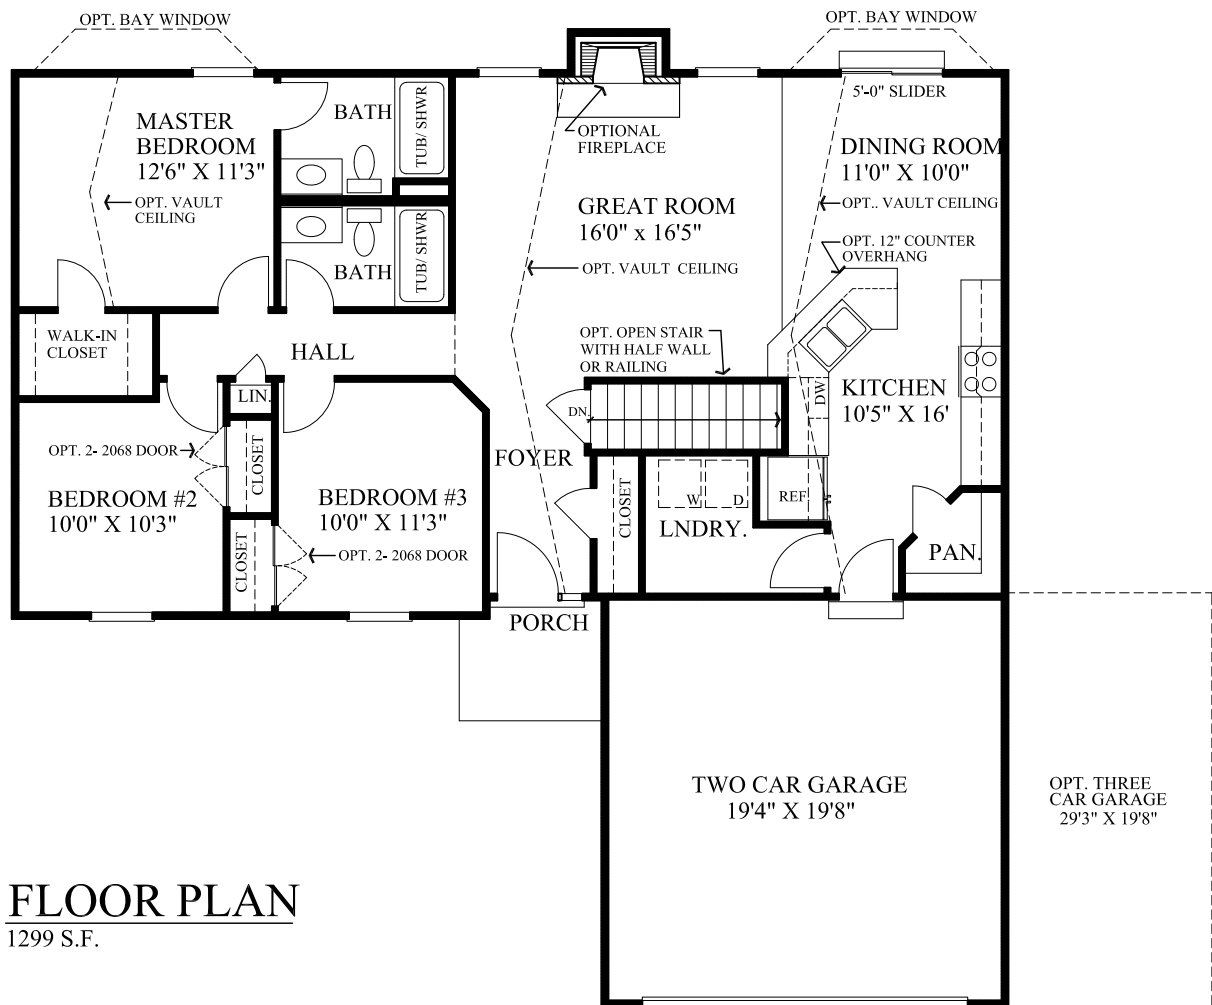 OPT. BAY WINDOW
OPT. BAY WINDOW
5'-0" SLIDER
MASTER
BEDROOM
12'6" X 11'3"
OPT. VAULT
CEILING
BATH
TUB/ SHWR
BATH
TUB/ SHWR
OPTIONAL
FIREPLACE
GREAT ROOM
16'0" x 16'5"
OPT. VAULT CEILING
DINING ROOM
11'0" X 10'0"
OPT.. VAULT CEILING
OPT. 12" COUNTER
OVERHANG
WALK-IN
CLOSET
HALL
LIN.
OPT. OPEN STAIR
WITH HALF WALL
OR RAILING
DN.
DW
KITCHEN
10'5" X 16'
OPT. 2- 2068 DOOR
CLOSET
BEDROOM #2
10'0" X 10'3"
BEDROOM #3
10'0" X 11'3"
OPT. 2- 2068 DOOR
CLOSET
FOYER
CLOSET
W
D
LNDRY.
REF.
PAN.
PORCH
TWO CAR GARAGE
19'4" X 19'8"
OPT. THREE
CAR GARAGE
29'3" X 19'8"
FLOOR PLAN
1299 S.F.